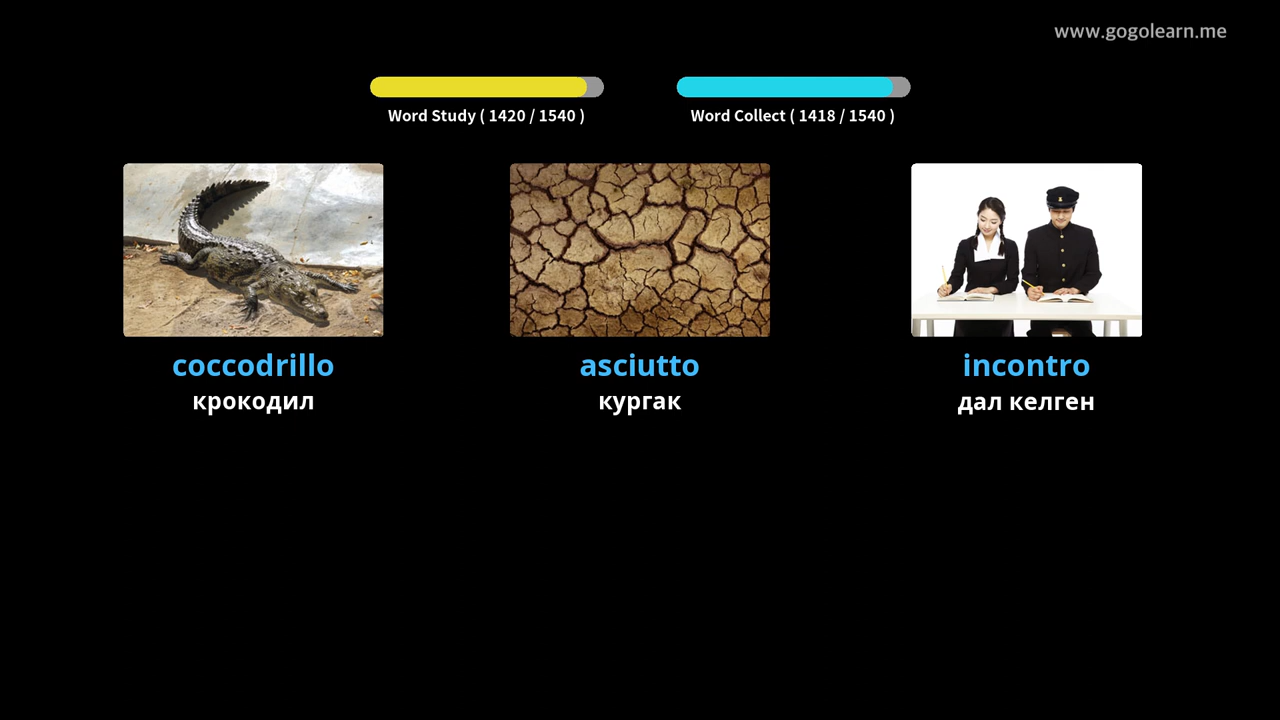 www.gogolearn.me
Word Study ( 1420 / 1540 )
Word Collect ( 1418 / 1540 )
coccodrillo
крокодил
asciutto
кургак
incontro
дал келген